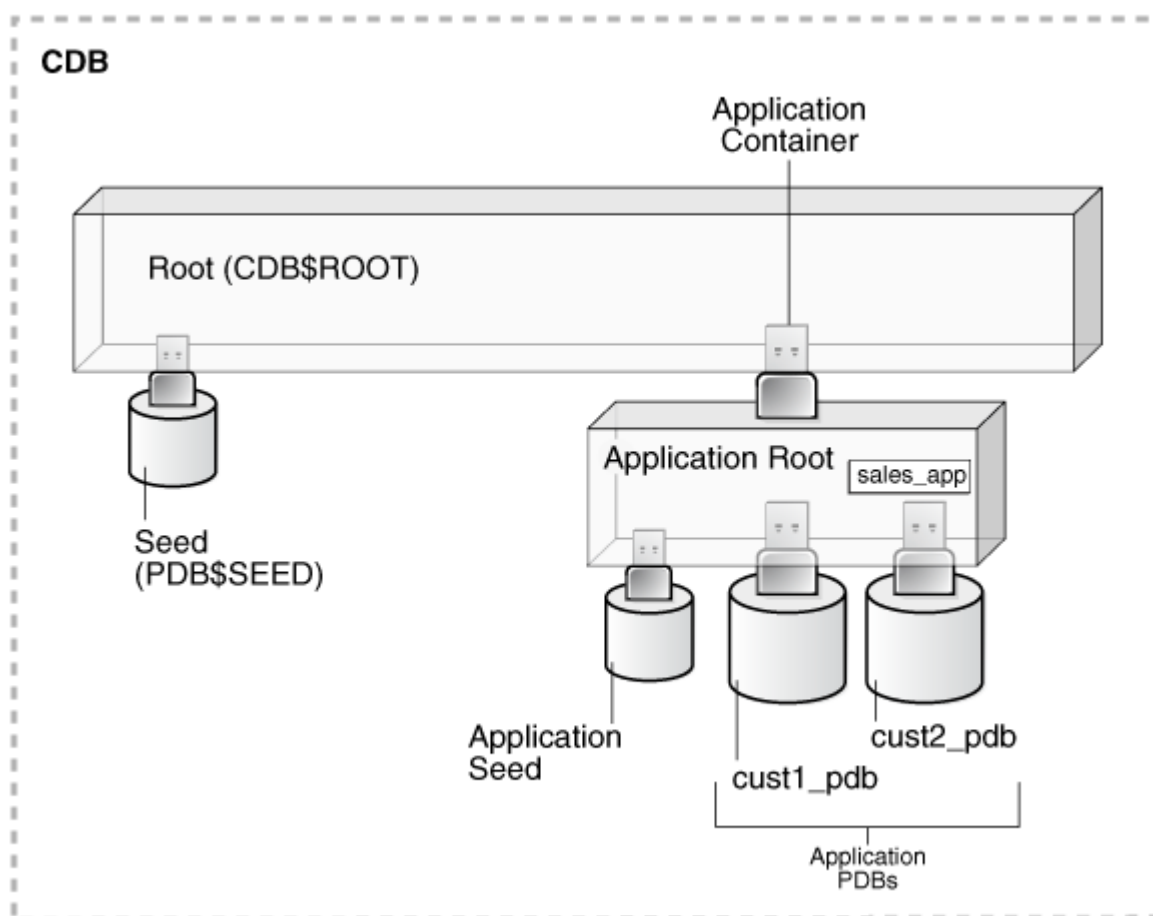 CDB
Application
Container
Root (CDB$ROOT)
Application Root
sales_app
Seed
(PDB$SEED)
Application
Seed
cust1_pdb
cust2_pdb
Application
PDBs